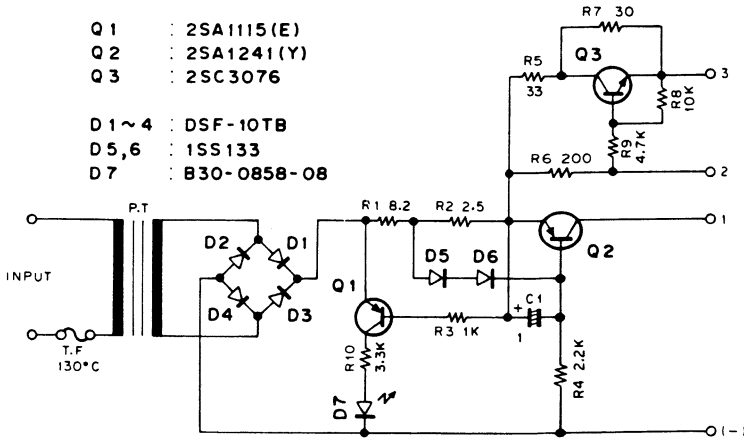 Q1 : 2SA1115(E)
Q2 : 2SA1241(Y)
Q3 : 2SC3076
D1~4 : DSF-10TB
D5,6 : 1SS133
D7 : B30-0858-08
R7 30
Q3
R5
33
R8
10K
3
R9
4.7K
R6 200
2
P.T
R1 8.2
R2 2.5
1
D2
D1
D5
D6
Q2
INPUT
Q1
D4
D3
+
C1
R3 1K
1
T.F
130°C
R10
3.3K
R4 2.2K
D7
(-)